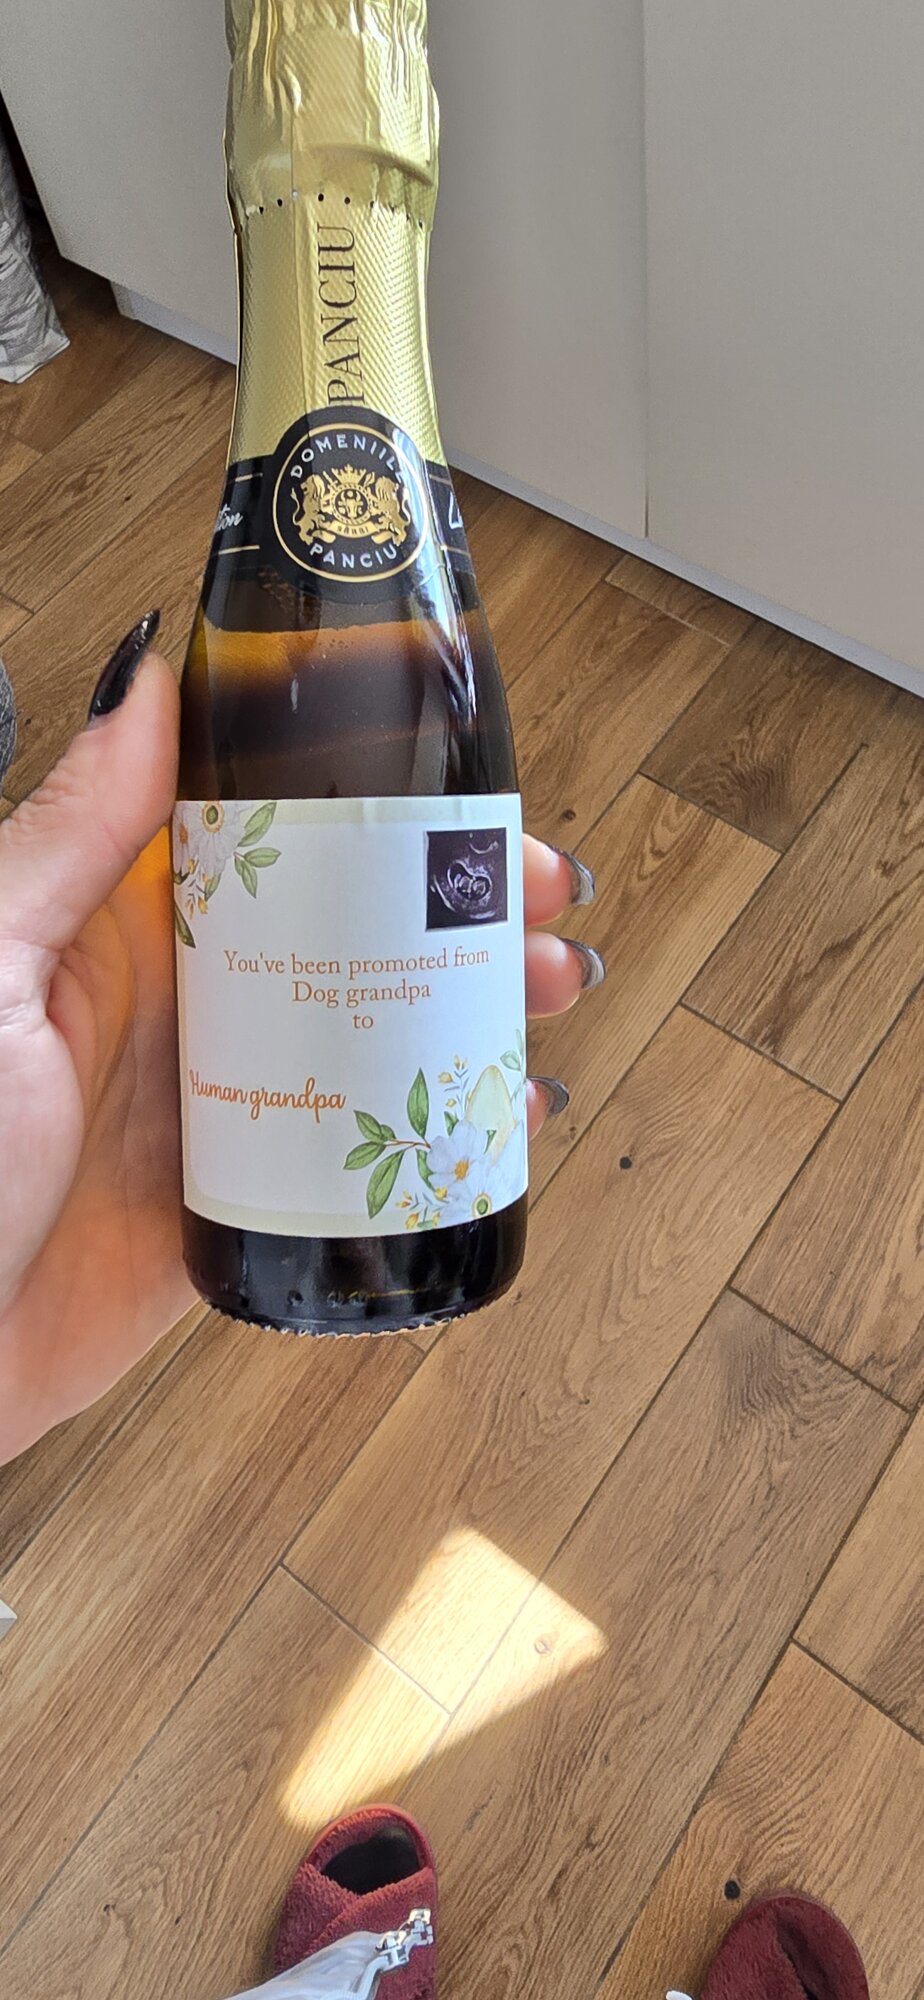 PANCIU
DOMENIILE
PANCIU
You've been promoted from
Dog grandpa
to
Human grandpa